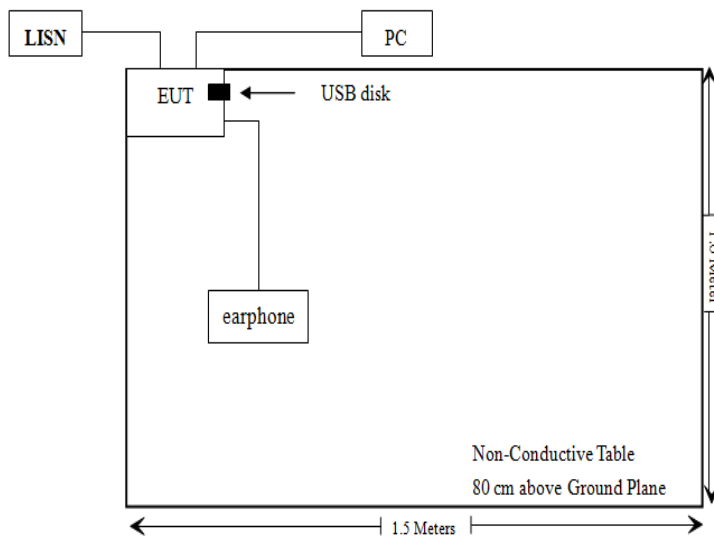 LISN
PC
EUT
USB disk
earphone
Non-Conductive Table
80 cm above Ground Plane
1.5 Meters